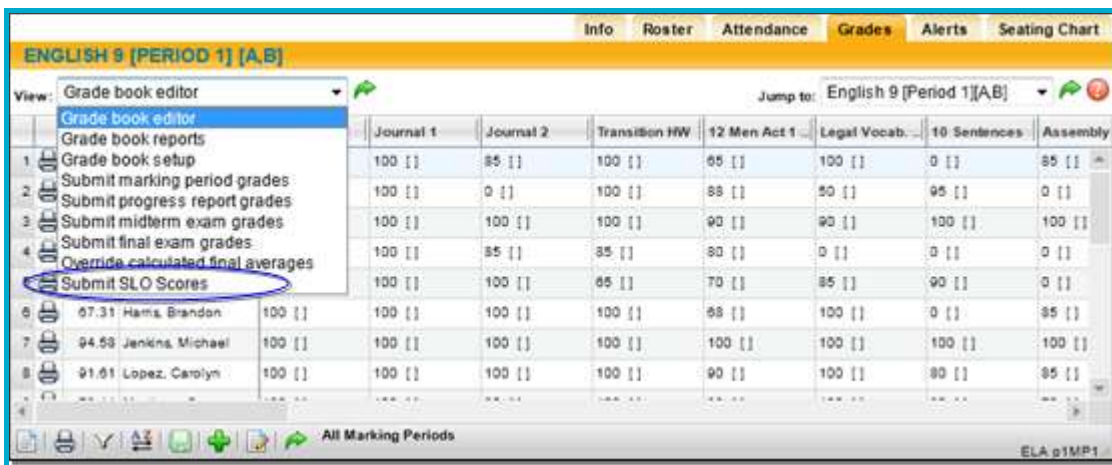 Info Roster Attendance Grades Alerts Seating Chart
ENGLISH 9 [PERIOD 1] [A,B]
View: Grade book editor Jump to: English 9 [Period 1][A,B]
Grade book editor
Grade book reports
Grade book setup
Submit marking period grades
Submit progress report grades
Submit midterm exam grades
Submit final exam grades
Override calculated final averages
Submit SLO Scores
Journal 1 Journal 2 Transition HW 12 Men Act 1 ... Legal Vocab. ... 10 Sentences Assembly
1 100 [] 85 [] 100 [] 65 [] 100 [] 0 [] 85 []
2 100 [] 0 [] 100 [] 88 [] 50 [] 95 [] 0 []
3 100 [] 100 [] 100 [] 90 [] 90 [] 100 [] 100 []
4 100 [] 85 [] 85 [] 80 [] 0 [] 0 [] 0 []
100 [] 100 [] 65 [] 70 [] 85 [] 90 [] 0 []
6 67.31 Harris, Brandon 100 [] 100 [] 100 [] 100 [] 68 [] 100 [] 0 [] 85 []
7 94.58 Jenkins, Michael 100 [] 100 [] 100 [] 100 [] 100 [] 100 [] 100 [] 100 []
8 91.61 Lopez, Carolyn 100 [] 100 [] 100 [] 100 [] 90 [] 100 [] 80 [] 85 []
All Marking Periods
ELA p1MP1